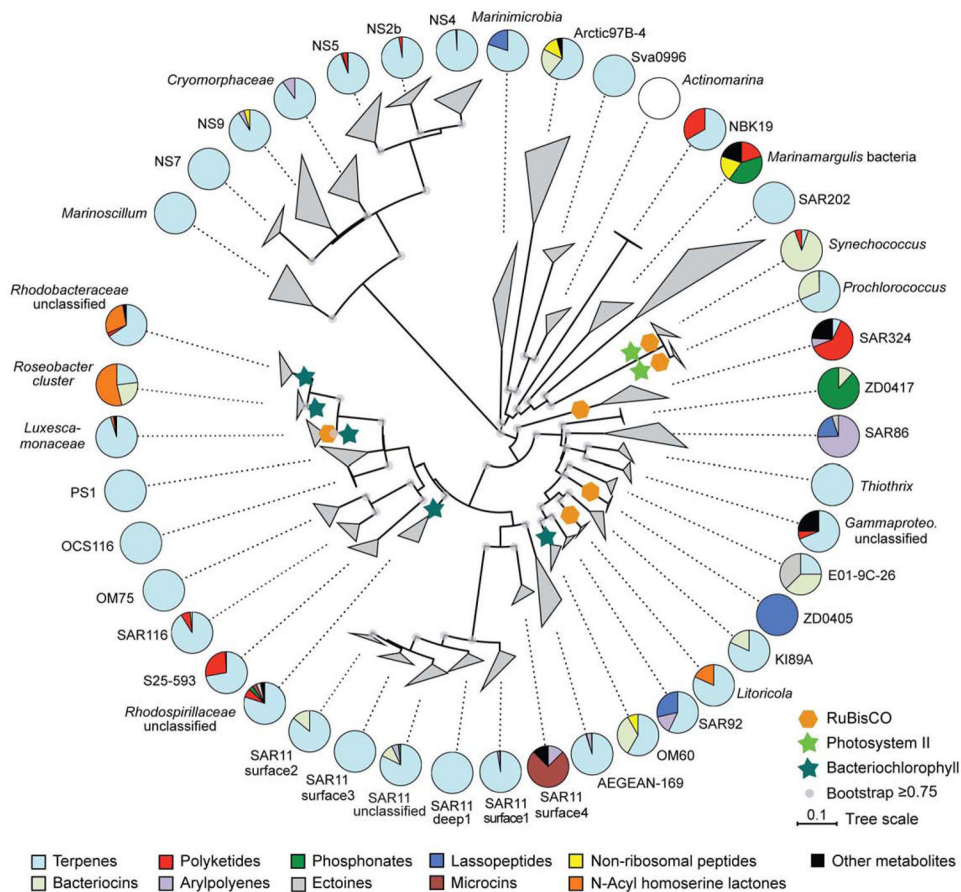 Marinimicrobia
NS4
NS2b
NS5
Cryomorphaceae
NS9
NS7
Marinoscillum
Arctic97B-4
Sva0996
Actinomarina
NBK19
Marinamargulis bacteria
SAR202
Synechococcus
Prochlorococcus
SAR324
ZD0417
SAR86
Thiothrix
Gammaproteo.
unclassified
E01-9C-26
ZD0405
KI89A
Litoricola
SAR92
OM60
AEGEAN-169
SAR11
surface4
SAR11
surface1
SAR11
deep1
SAR11
unclassified
SAR11
surface3
SAR11
surface2
Rhodospirillaceae
unclassified
S25-593
SAR116
OM75
OCS116
PS1
Luxesca-
monaceae
Roseobacter
cluster
Rhodobacteraceae
unclassified
RuBisCO
Photosystem II
Bacteriochlorophyll
Bootstrap ≥0.75
0.1 Tree scale
Terpenes
Polyketides
Phosphonates
Lassopeptides
Non-ribosomal peptides
Other metabolites
Bacteriocins
Arylpolyenes
Ectoines
Microcins
N-Acyl homoserine lactones